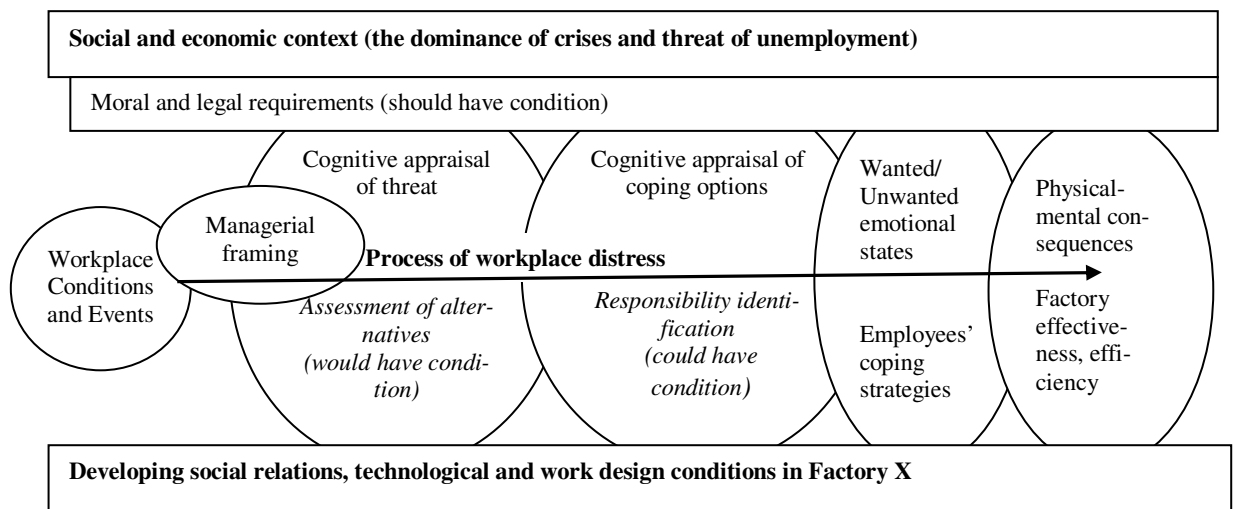 Social and economic context (the dominance of crises and threat of unemployment)
Moral and legal requirements (should have condition)
Workplace
Conditions
and Events
Managerial
framing
Cognitive appraisal
of threat
Cognitive appraisal of
coping options
Wanted/
Unwanted
emotional
states
Physical-
mental con-
sequences
Process of workplace distress
Assessment of alter-
natives
(would have condi-
tion)
Responsibility identi-
fication
(could have
condition)
Employees’
coping
strategies
Factory
effective-
ness, effi-
ciency
Developing social relations, technological and work design conditions in Factory X